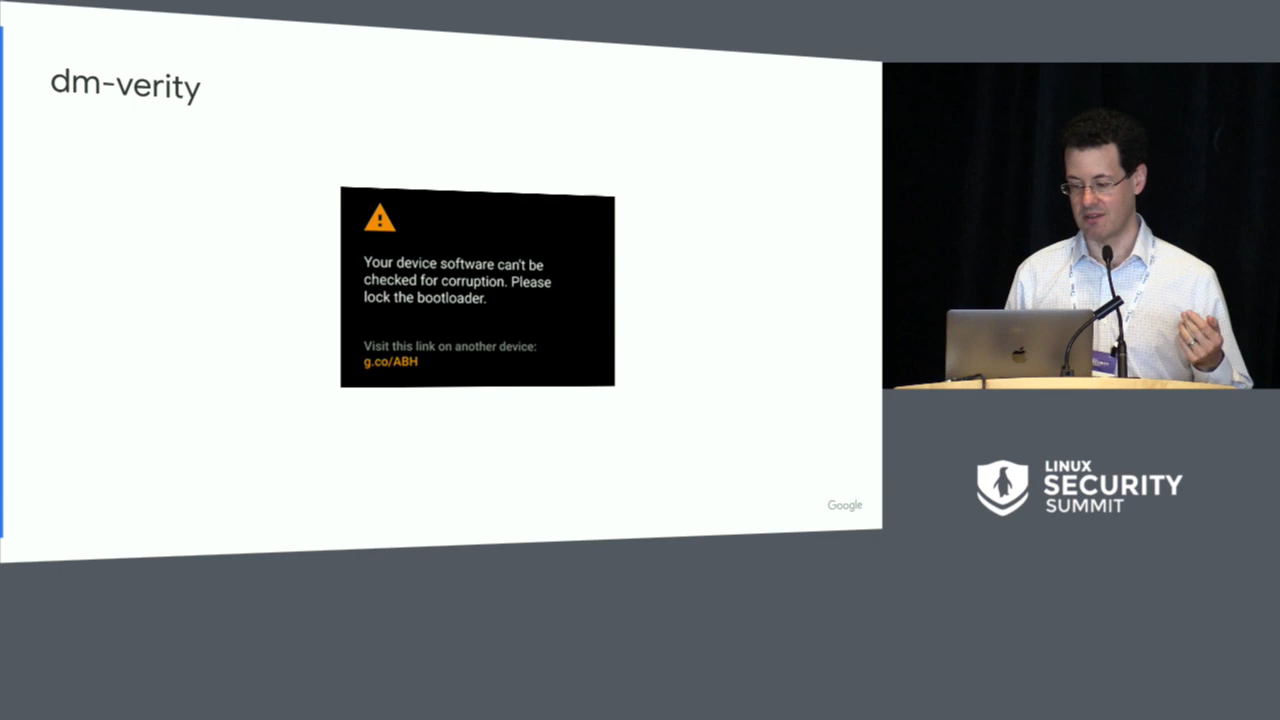 dm-verity
Your device software can't be
checked for corruption. Please
lock the bootloader.
Visit this link on another device:
g.co/ABH
Google
LINUX
SECURITY
SUMMIT